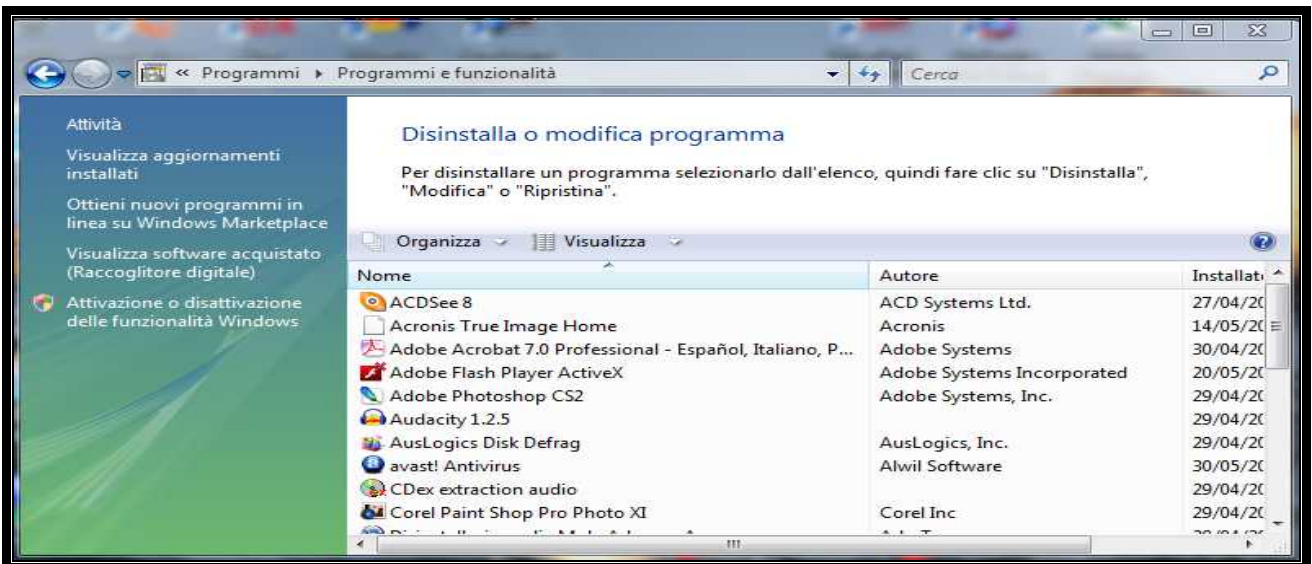 « Programmi ▸ Programmi e funzionalità
Cerca
Attività
Visualizza aggiornamenti
installati
Ottieni nuovi programmi in
linea su Windows Marketplace
Visualizza software acquistato
(Raccoglitore digitale)
Attivazione o disattivazione
delle funzionalità Windows
Disinstalla o modifica programma
Per disinstallare un programma selezionarlo dall'elenco, quindi fare clic su "Disinstalla",
"Modifica" o "Ripristina".
Organizza Visualizza
Nome Autore Installat
ACDSee 8 ACD Systems Ltd. 27/04/20
Acronis True Image Home Acronis 14/05/20
Adobe Acrobat 7.0 Professional - Español, Italiano, P... Adobe Systems 30/04/20
Adobe Flash Player ActiveX Adobe Systems Incorporated 20/05/20
Adobe Photoshop CS2 Adobe Systems, Inc. 29/04/20
Audacity 1.2.5 29/04/20
AusLogics Disk Defrag AusLogics, Inc. 29/04/20
avast! Antivirus Alwil Software 30/05/20
CDex extraction audio 29/04/20
Corel Paint Shop Pro Photo XI Corel Inc 29/04/20